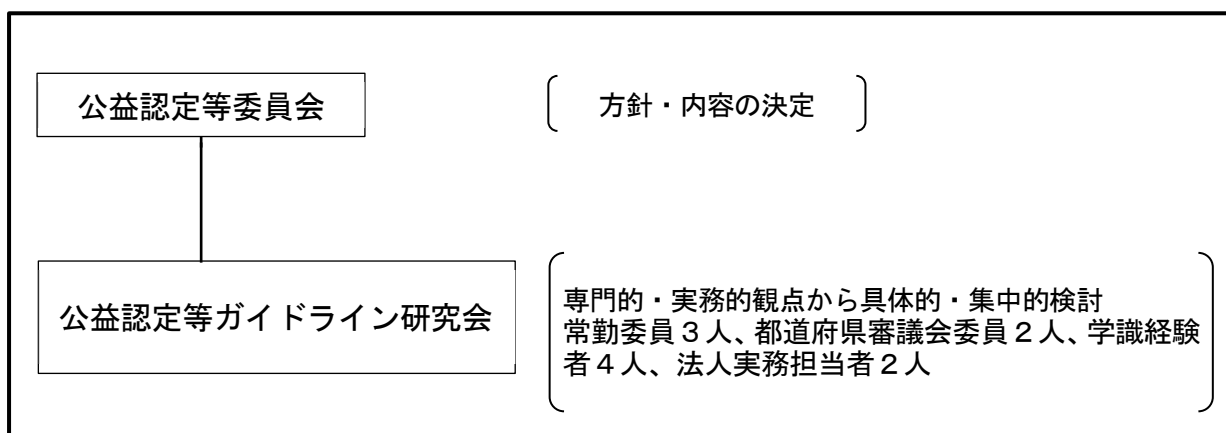 公益認定等委員会
方針・内容の決定
公益認定等ガイドライン研究会
専門的・実務的観点から具体的・集中的検討
常勤委員３人、都道府県審議会委員２人、学識経験
者４人、法人実務担当者２人